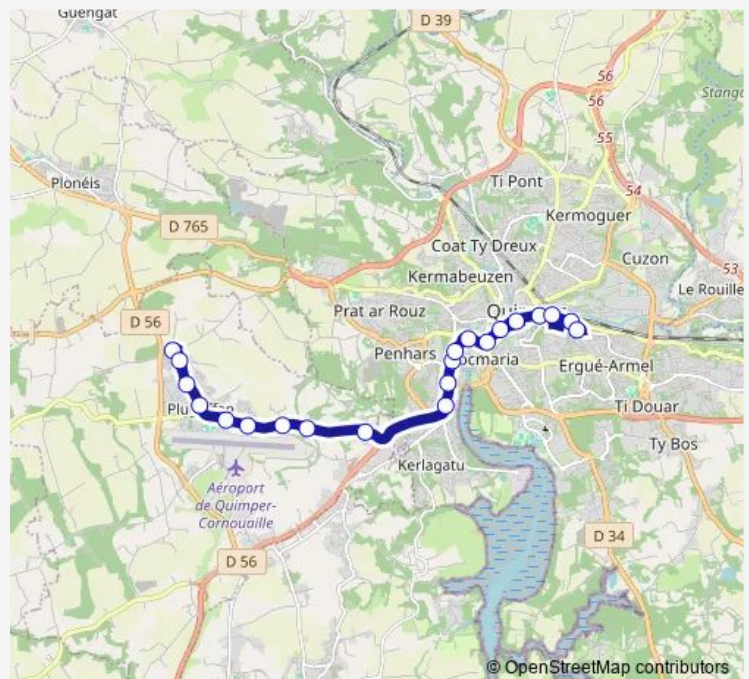 Guengat
D 39
56
56
Stang
55
Plonéis
Ti Pont
54
Kermoguer
D 765
Coat Ty Dreux
Cuzon
53
Kermabeuzen
Le Rouille
Prat ar Rouz
D 56
Penhars
Locmaria
Ergué-Armel
Ti Douar
Ty Bos
Kerlagatu
Aéroport
de Quimper-
Cornouaille
D 34
D 56
© OpenStreetMap contributors